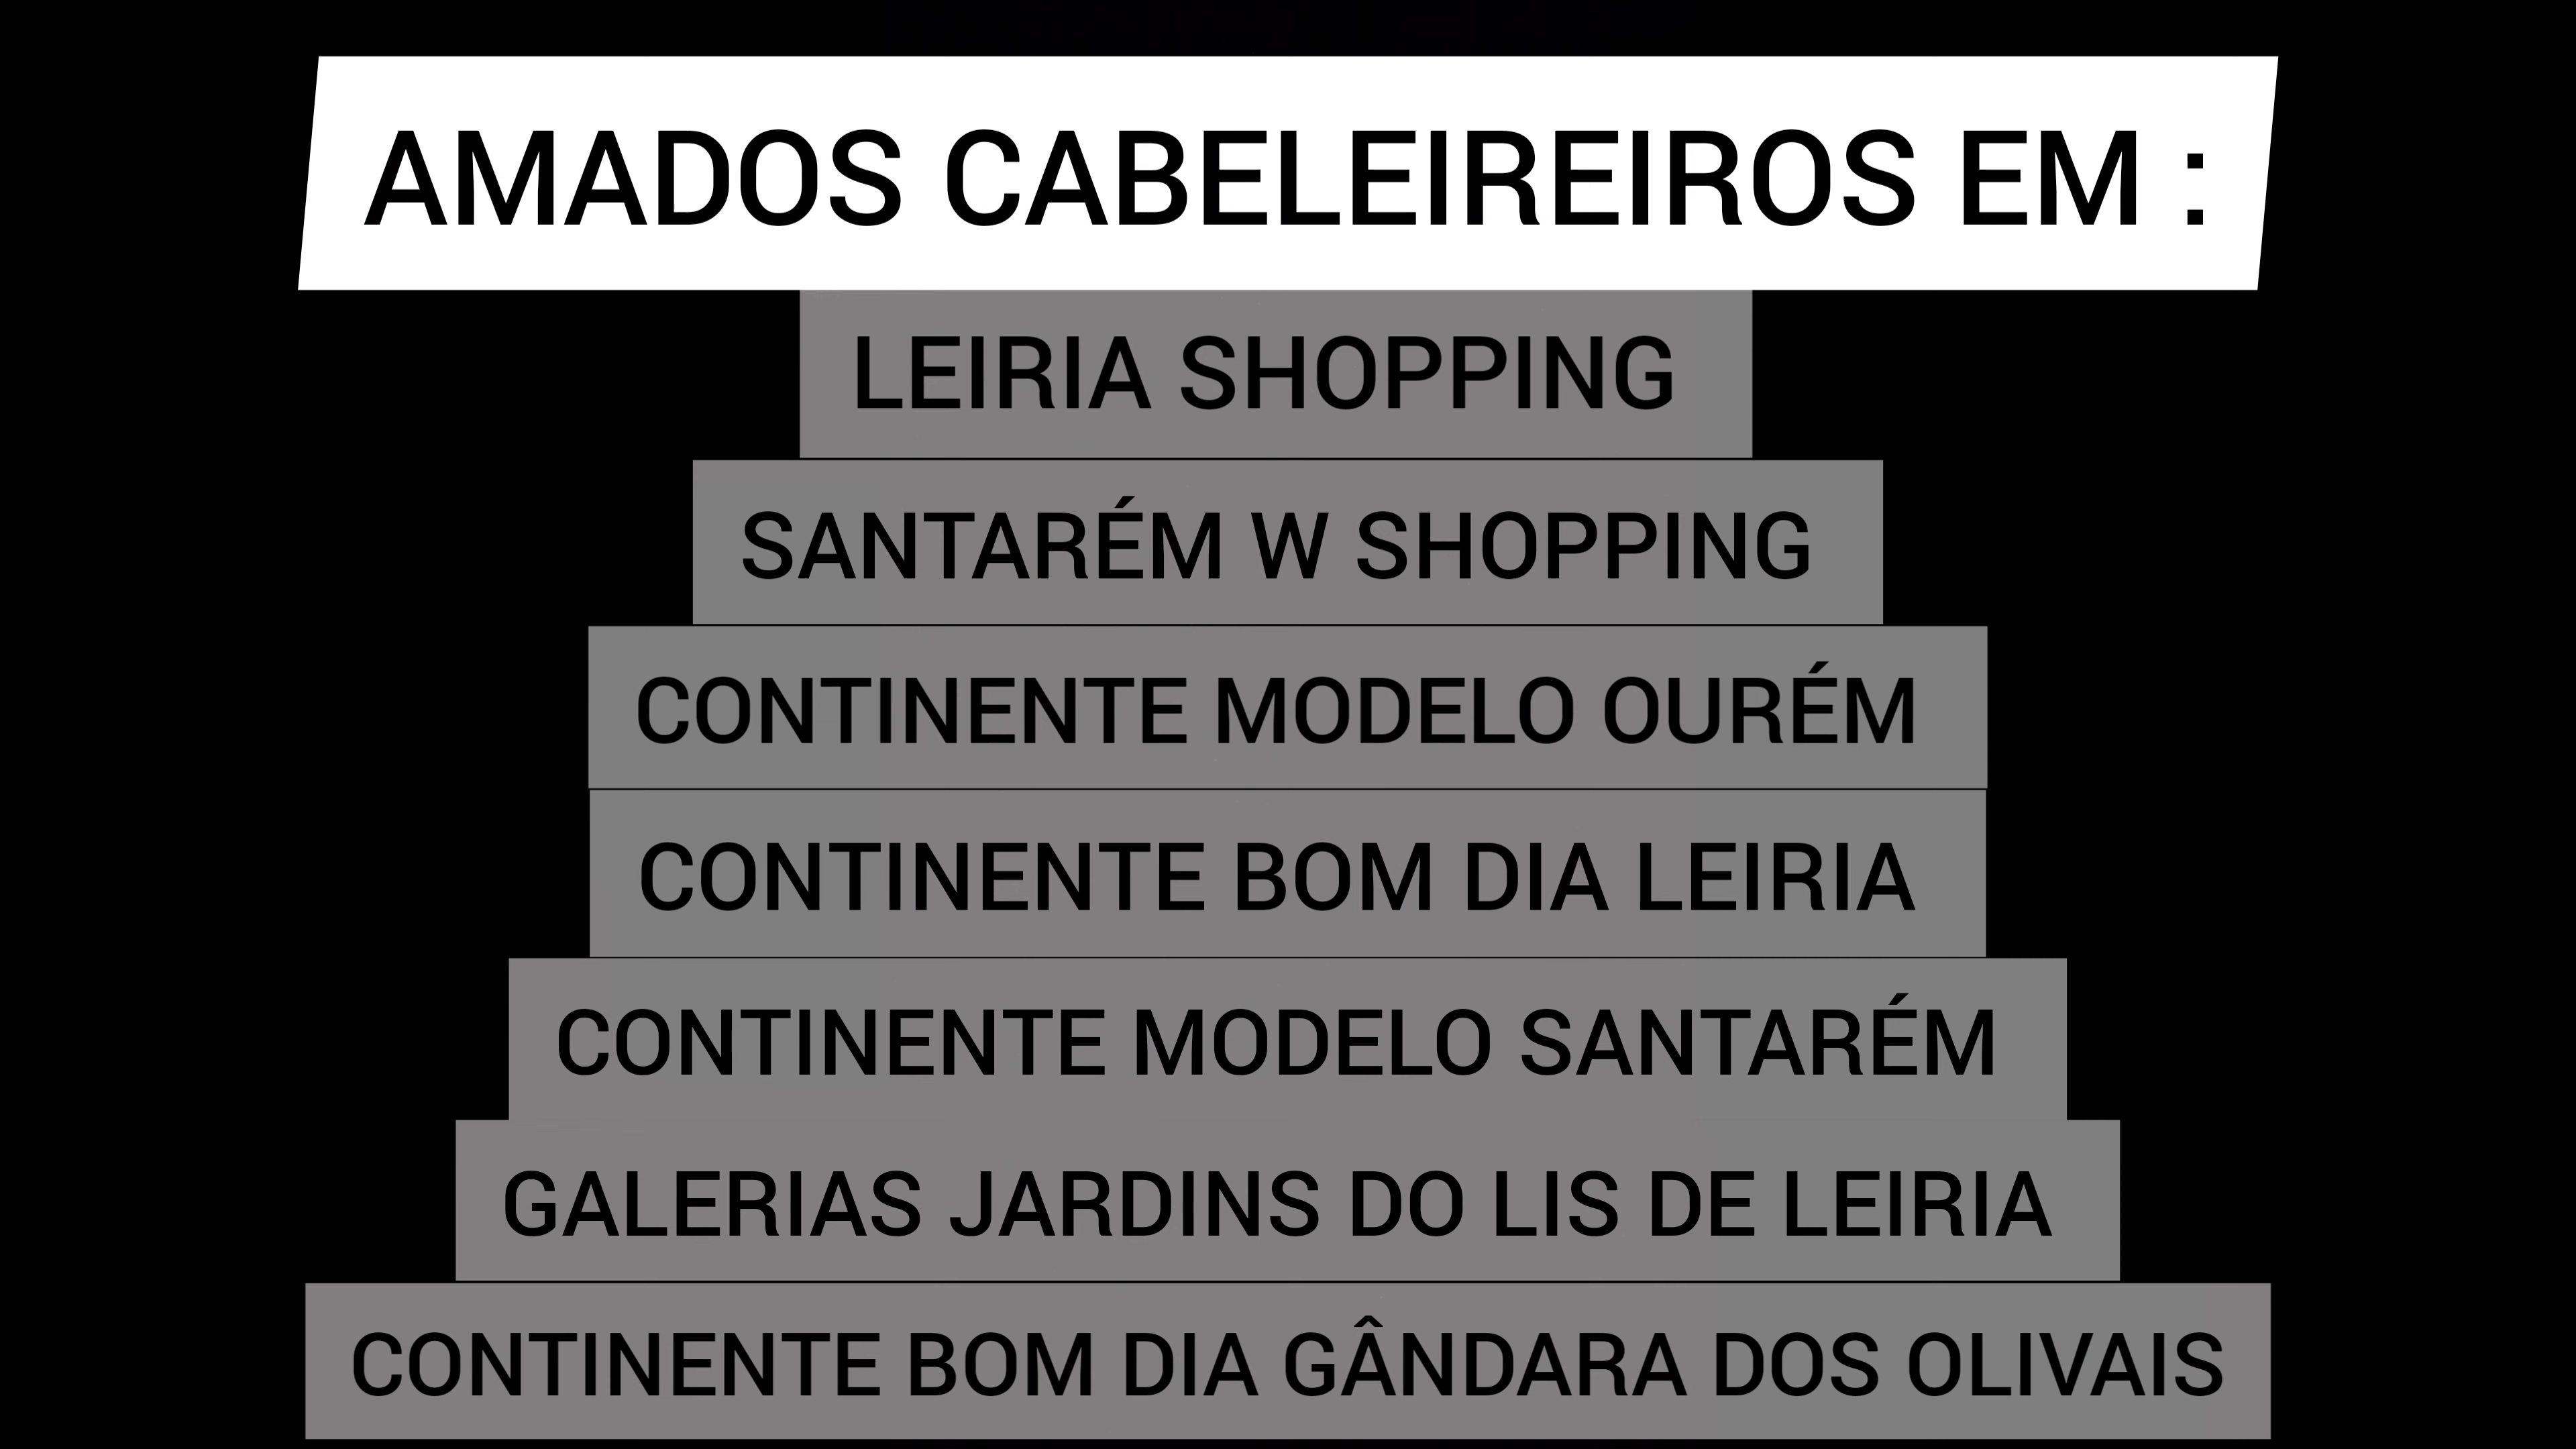 AMADOS CABELEIREIROS EM :
LEIRIA SHOPPING
SANTARÉM W SHOPPING
CONTINENTE MODELO OURÉM
CONTINENTE BOM DIA LEIRIA
CONTINENTE MODELO SANTARÉM
GALERIAS JARDINS DO LIS DE LEIRIA
CONTINENTE BOM DIA GÂNDARA DOS OLIVAIS